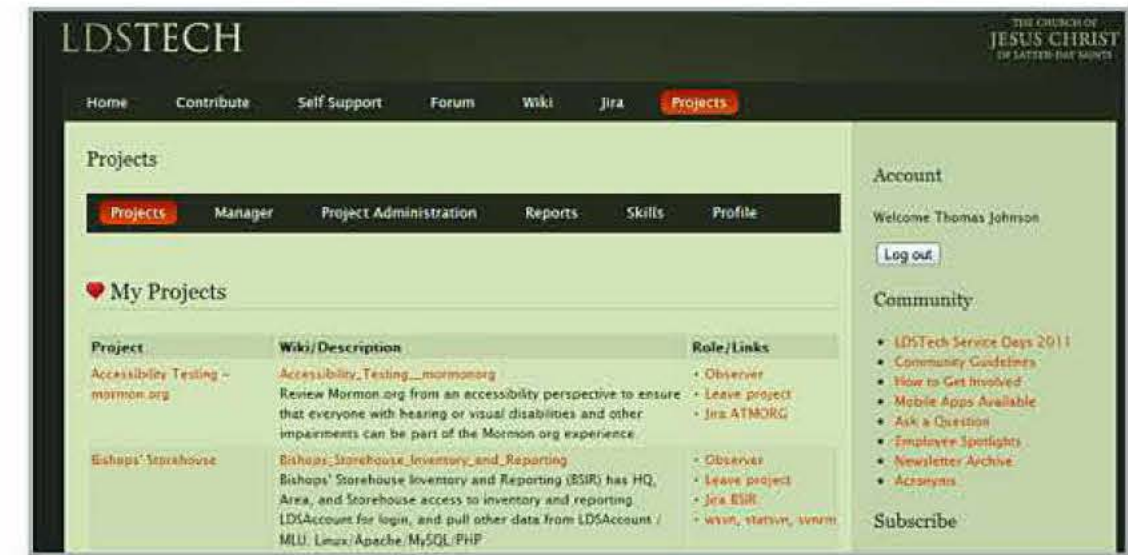 LDSTECH
THE CHURCH OF
JESUS CHRIST
OF LATTER-DAY SAINTS
Home Contribute Self Support Forum Wiki Jira Projects
Projects
Projects Manager Project Administration Reports Skills Profile
My Projects
Project Wiki/Description Role/Links
Accessibility Testing –
mormon.org
Accessibility_Testing__mormonorg
Review Mormon.org from an accessibility perspective to ensure
that everyone with hearing or visual disabilities and other
impairments can be part of the Mormon.org experience
• Observer
• Leave project
• Jira ATMORG
Bishops' Storehouse
Bishops_Storehouse_Inventory_and_Reporting
Bishops' Storehouse Inventory and Reporting (BSIR) has HQ,
Area, and Storehouse access to inventory and reporting.
LDSAccount for login, and pull other data from LDSAccount /
MLU. Linux/Apache/MySQL/PHP
• Observer
• Leave project
• Jira BSIR
• wsvn, statsvn, svnrm
Account
Welcome Thomas Johnson
Log out
Community
• LDSTech Service Days 2011
• Community Guidelines
• How to Get Involved
• Mobile Apps Available
• Ask a Question
• Employee Spotlights
• Newsletter Archive
• Acronyms
Subscribe